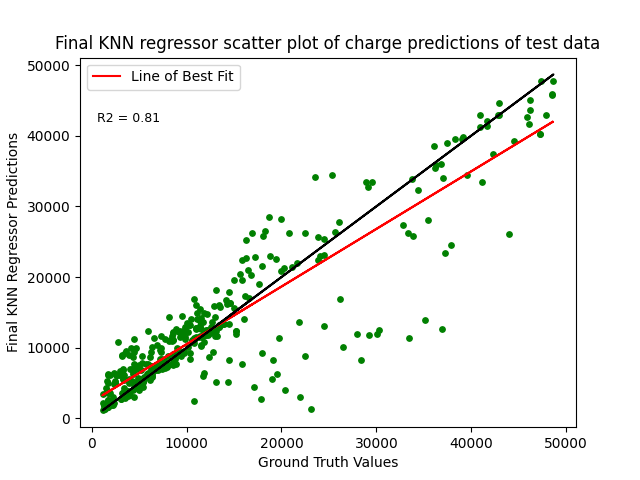 Final KNN regressor scatter plot of charge predictions of test data
Line of Best Fit
R2 = 0.81
Final KNN Regressor Predictions
50000
40000
30000
20000
10000
0
0 10000 20000 30000 40000 50000
Ground Truth Values